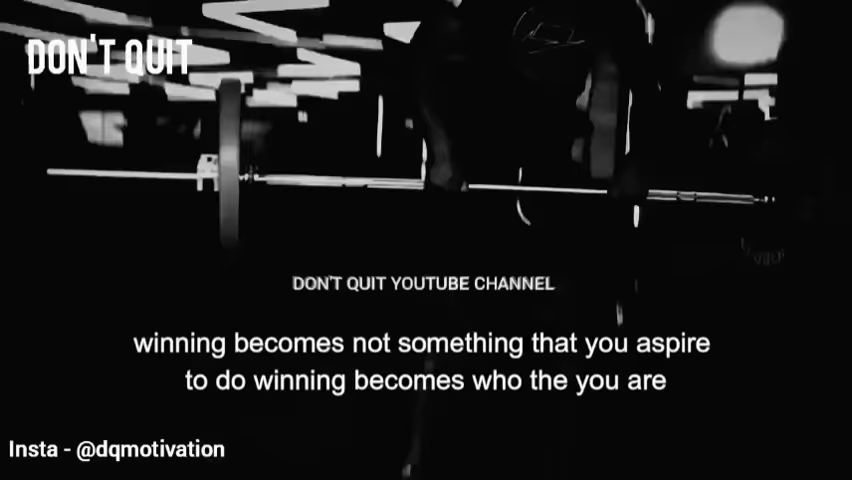 DON'T QUIT
DON'T QUIT YOUTUBE CHANNEL
winning becomes not something that you aspire
to do winning becomes who the you are
Insta - @dqmotivation